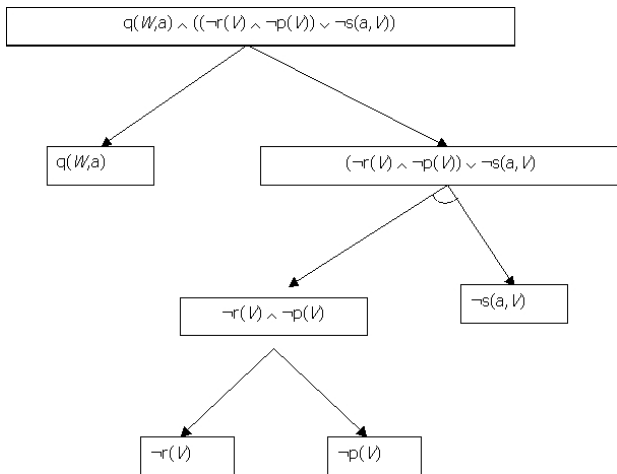 q(W,a) ∧ ((¬r(V) ∧ ¬p(V)) ∨ ¬s(a,V))
q(W,a)
(¬r(V) ∧ ¬p(V)) ∨ ¬s(a,V)
¬r(V) ∧ ¬p(V)
¬s(a,V)
¬r(V)
¬p(V)